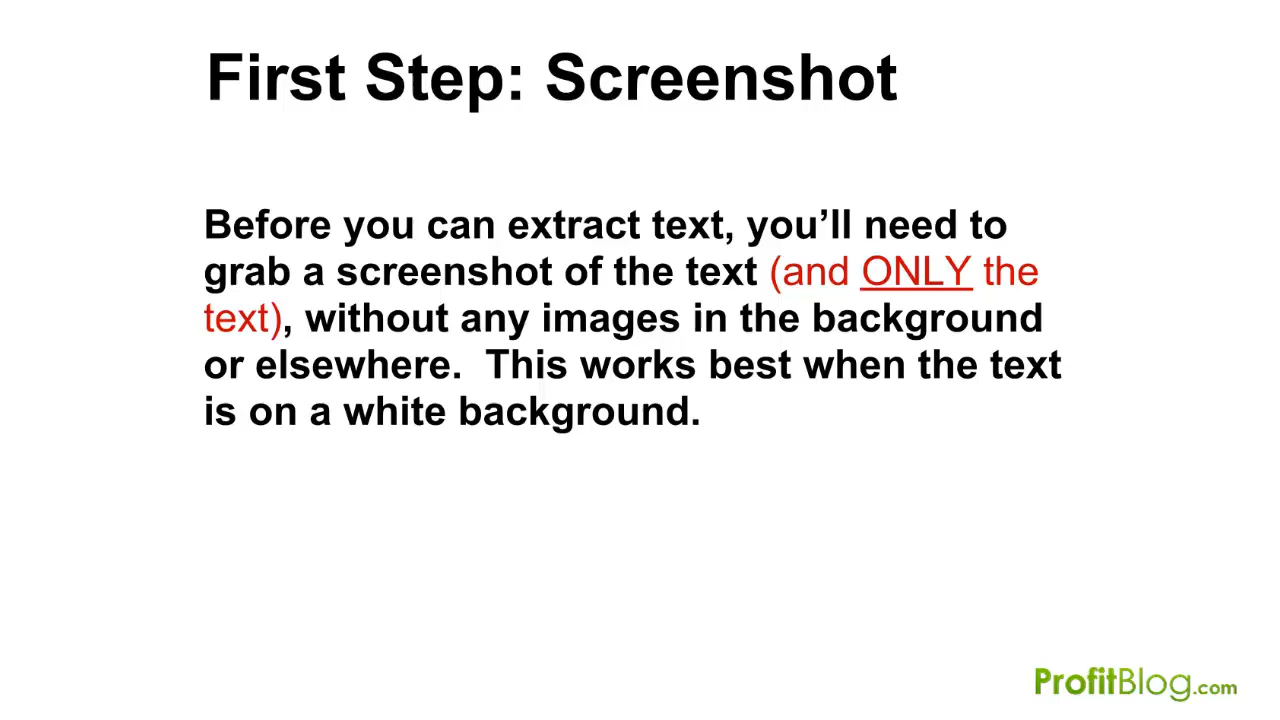 First Step: Screenshot
Before you can extract text, you’ll need to
grab a screenshot of the text (and ONLY the
text), without any images in the background
or elsewhere.  This works best when the text
is on a white background.
ProfitBlog.com